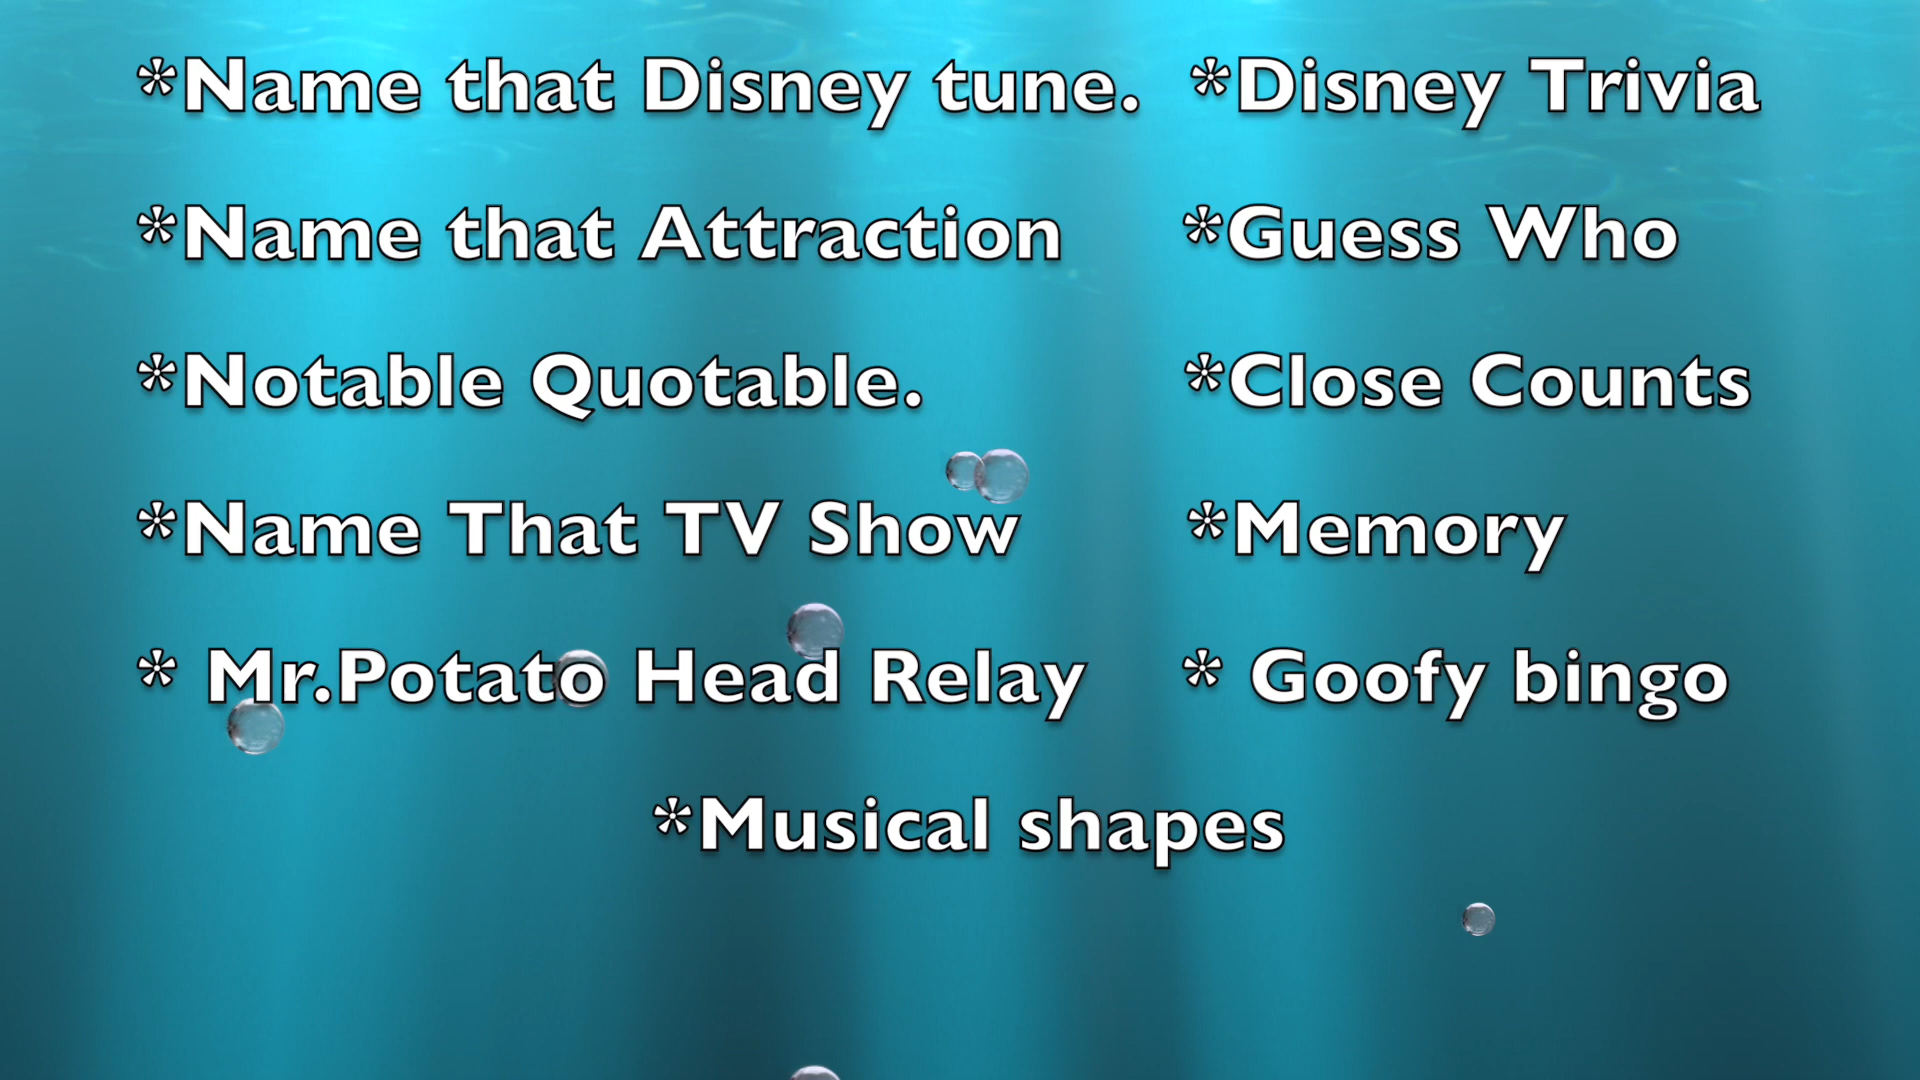 *Name that Disney tune. *Disney Trivia
*Name that Attraction *Guess Who
*Notable Quotable. *Close Counts
*Name That TV Show *Memory
* Mr.Potato Head Relay * Goofy bingo
*Musical shapes